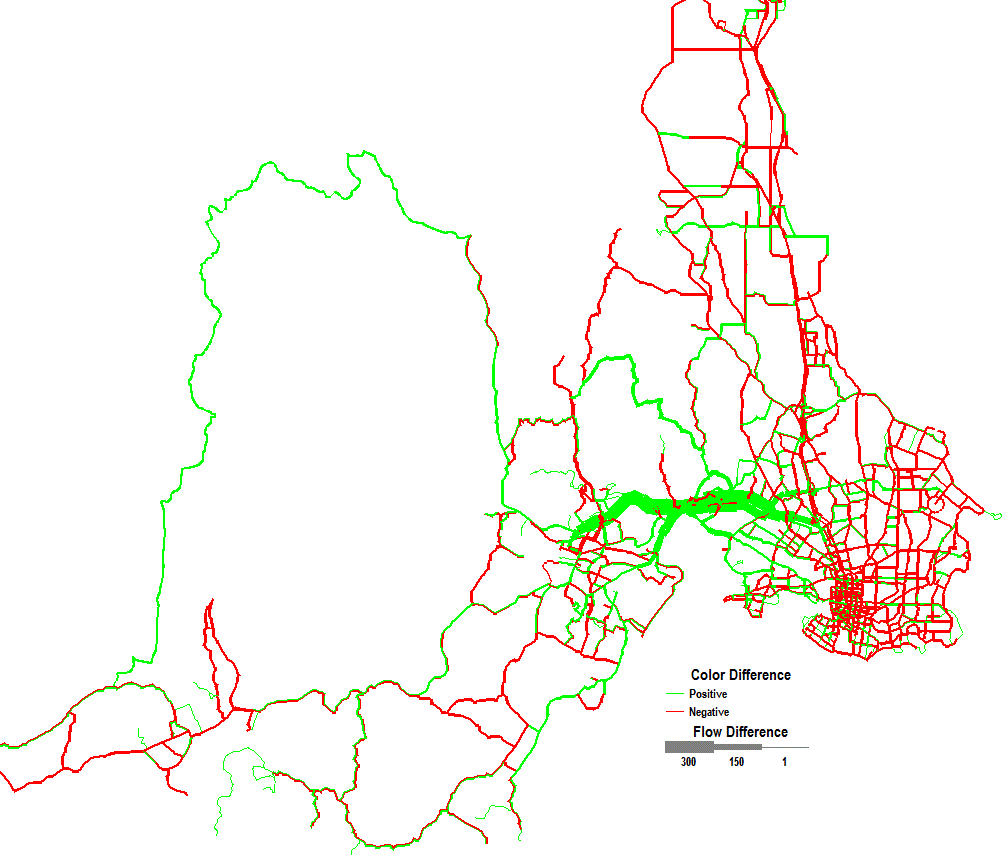 Color Difference
Positive
Negative
Flow Difference
300 150 1